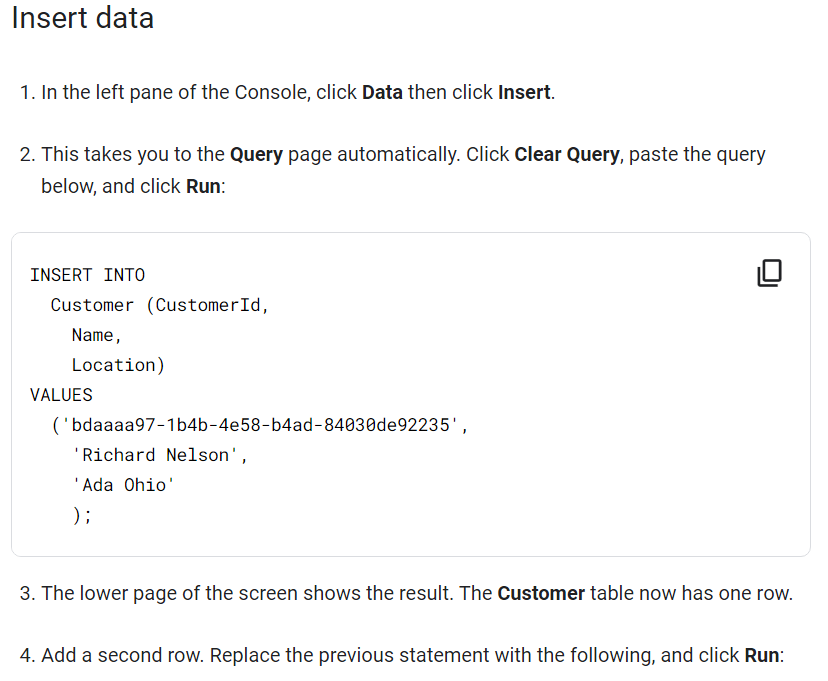 Insert data
1. In the left pane of the Console, click Data then click Insert.
2. This takes you to the Query page automatically. Click Clear Query, paste the query
below, and click Run:
INSERT INTO
Customer (CustomerId,
Name,
Location)
VALUES
('bdaaaa97-1b4b-4e58-b4ad-84030de92235',
'Richard Nelson',
'Ada Ohio'
);
3. The lower page of the screen shows the result. The Customer table now has one row.
4. Add a second row. Replace the previous statement with the following, and click Run: